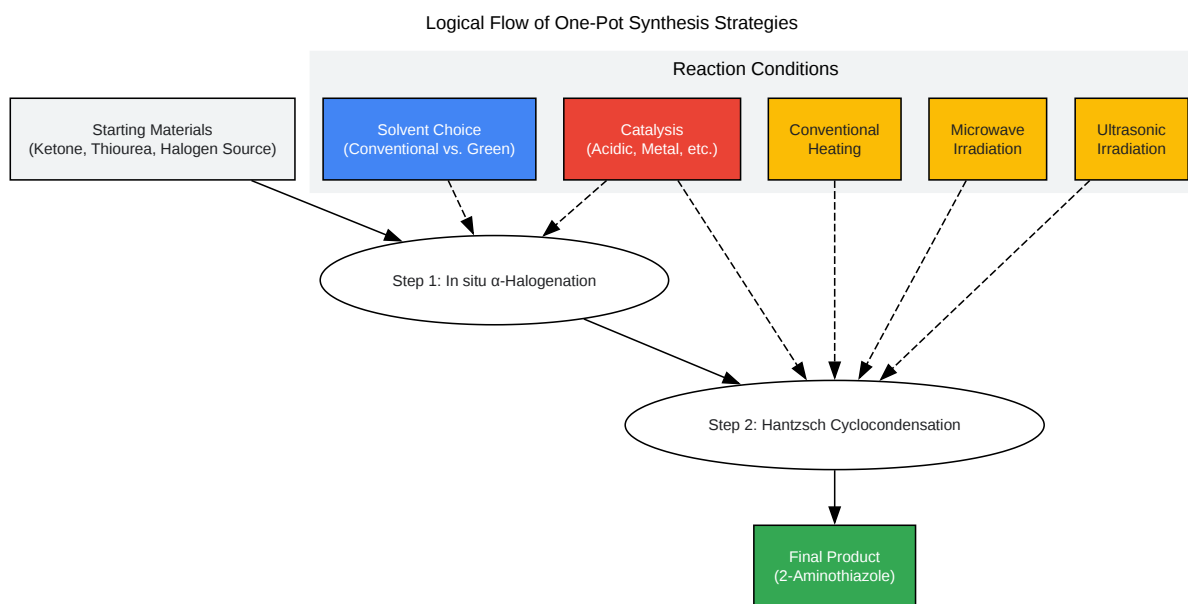 Logical Flow of One-Pot Synthesis Strategies
Reaction Conditions
Starting Materials
(Ketone, Thiourea, Halogen Source)
Solvent Choice
(Conventional vs. Green)
Catalysis
(Acidic, Metal, etc.)
Conventional
Heating
Microwave
Irradiation
Ultrasonic
Irradiation
Step 1: In situ α-Halogenation
Step 2: Hantzsch Cyclocondensation
Final Product
(2-Aminothiazole)